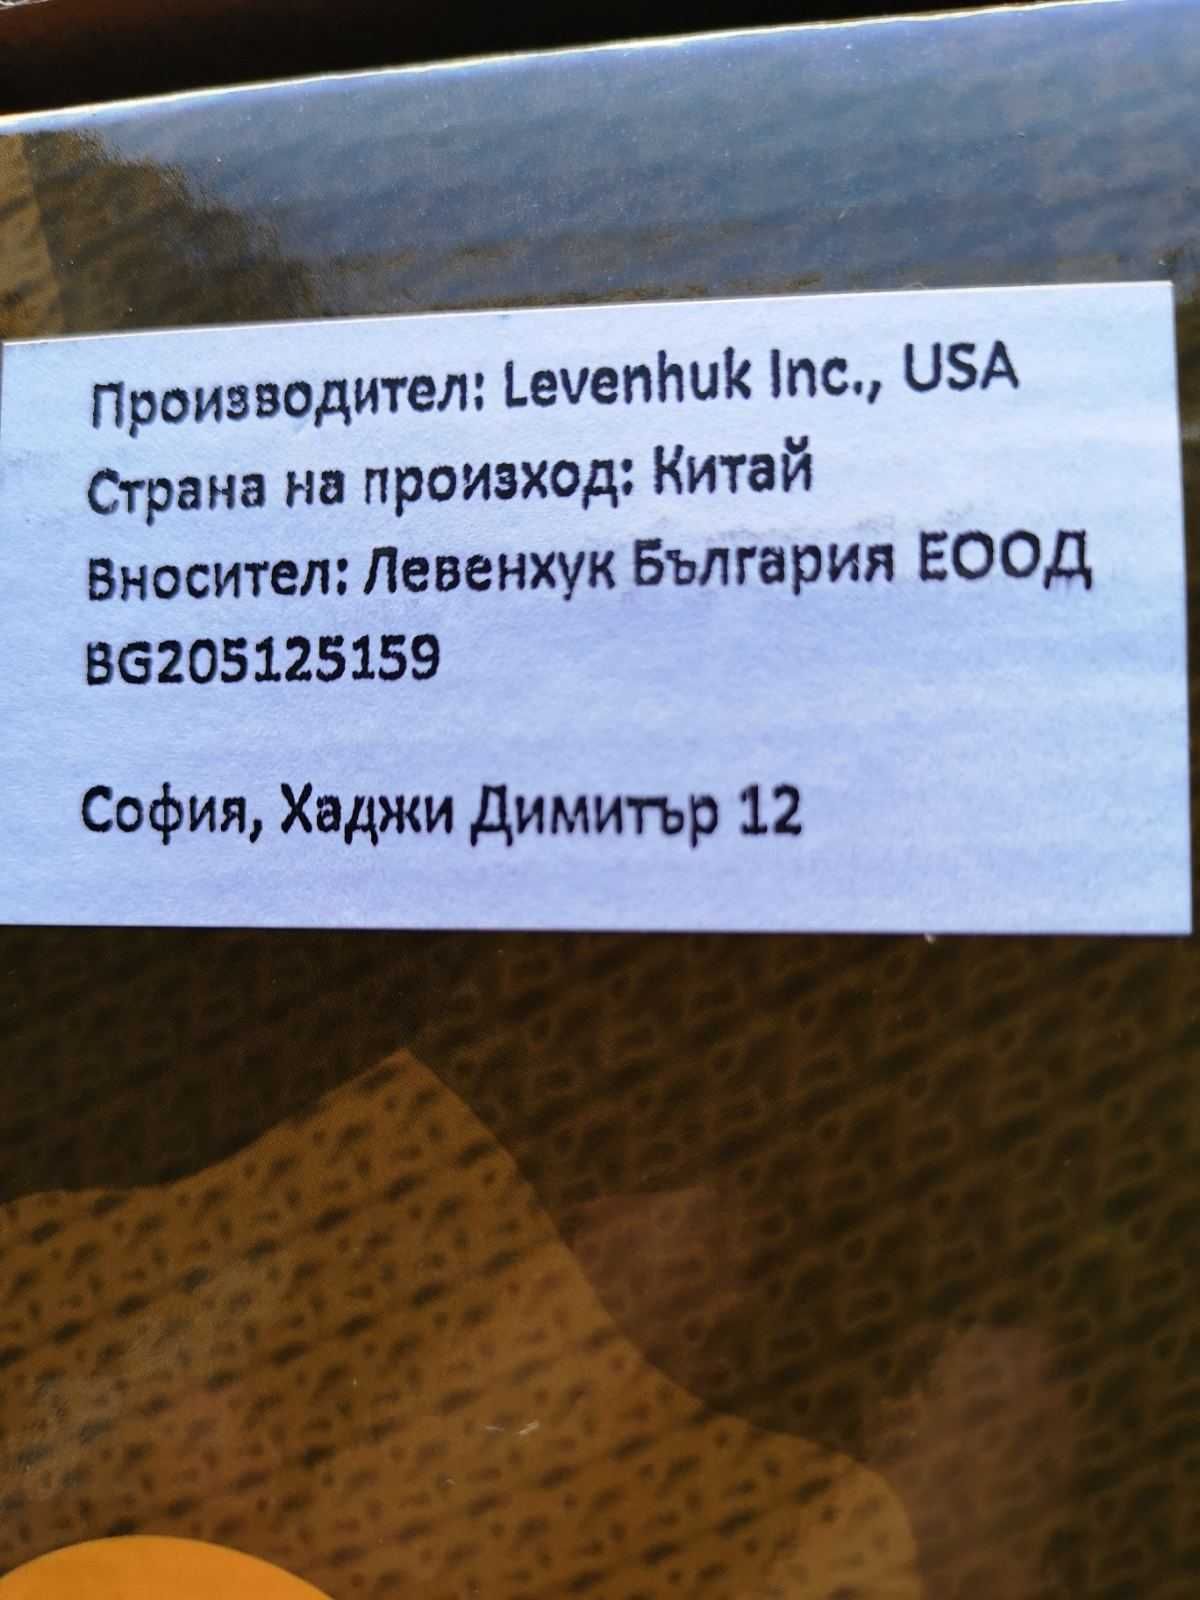 Производител: Levenhuk Inc., USA
Страна на произход: Китай
Вносител: Левенхук България ЕООД
BG205125159
София, Хаджи Димитър 12